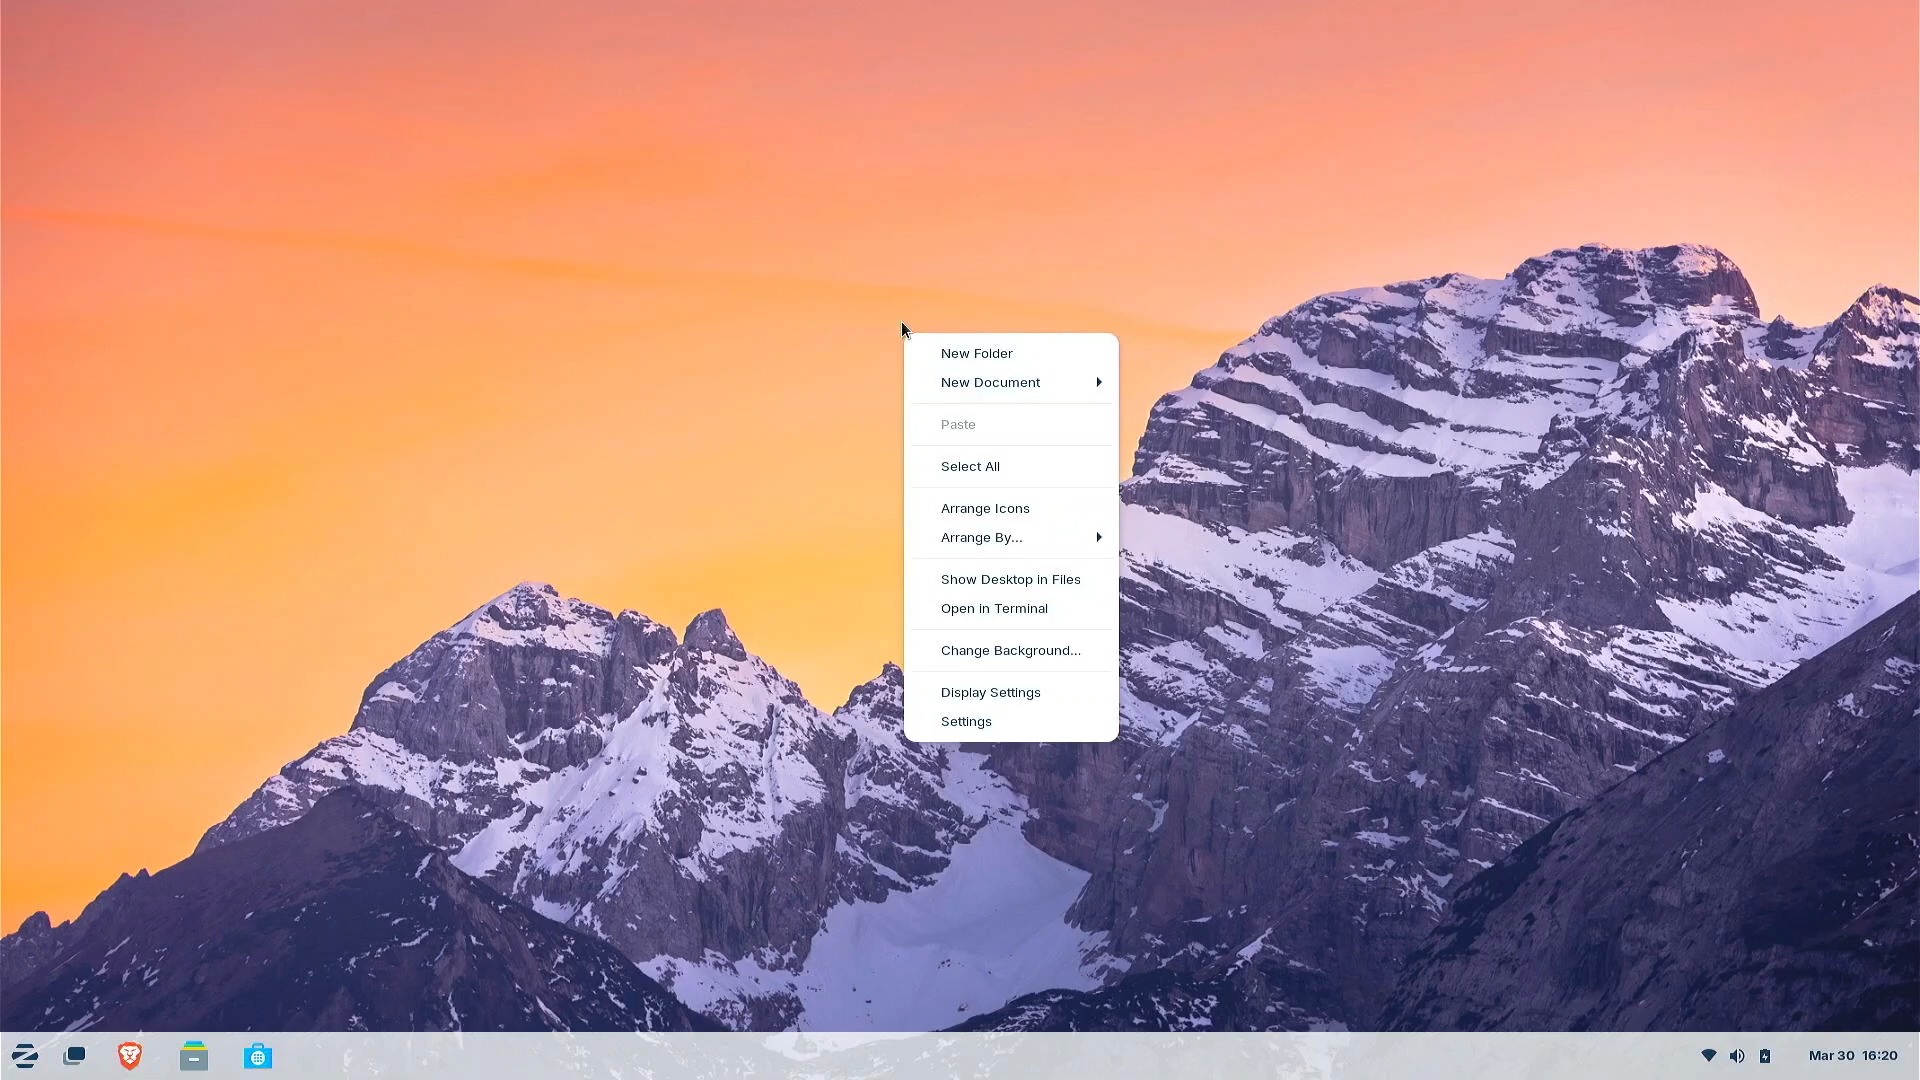 New Folder
New Document
Paste
Select All
Arrange Icons
Arrange By...
Show Desktop in Files
Open in Terminal
Change Background...
Display Settings
Settings
Mar 30 16:20